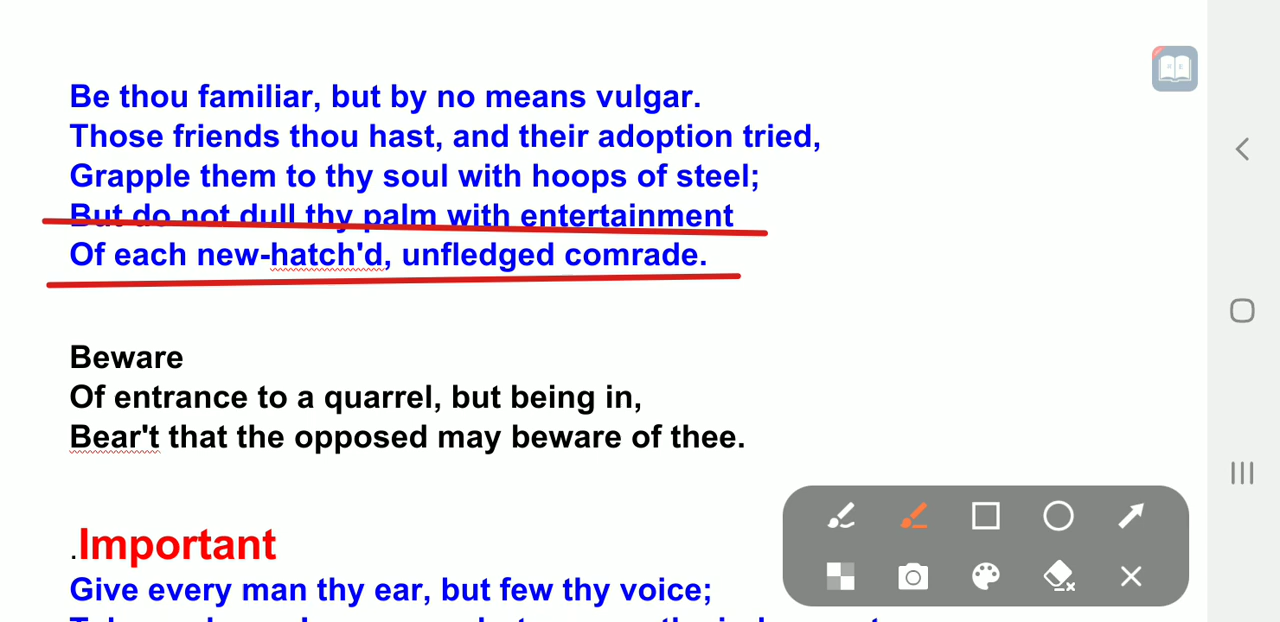 Be thou familiar, but by no means vulgar.
Those friends thou hast, and their adoption tried,
Grapple them to thy soul with hoops of steel;
But do not dull thy palm with entertainment
Of each new-hatch'd, unfledged comrade.
Beware
Of entrance to a quarrel, but being in,
Bear't that the opposed may beware of thee.
.Important
Give every man thy ear, but few thy voice;